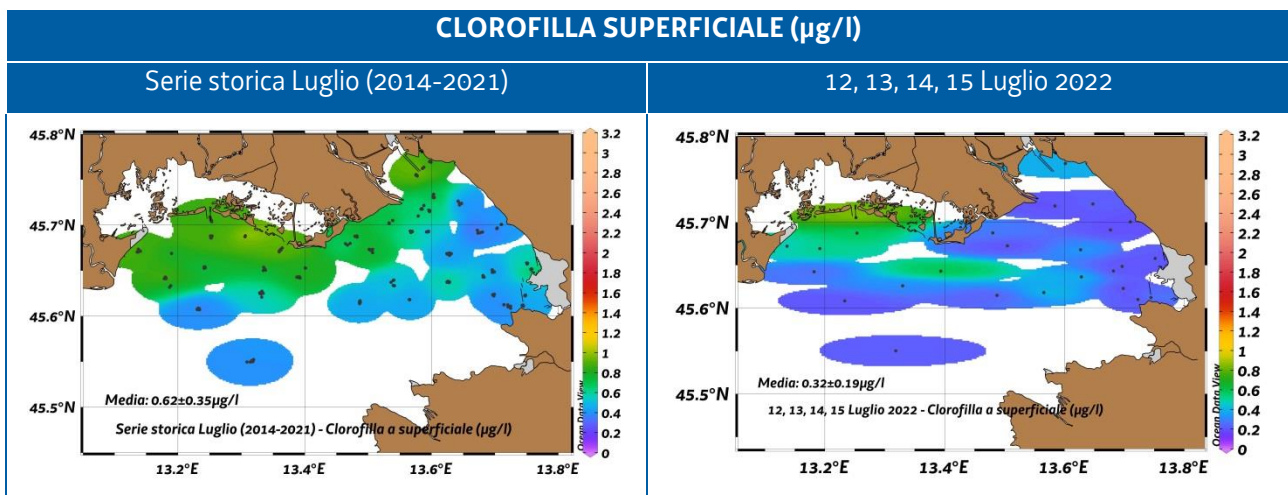 CLOROFILLA SUPERFICIALE (µg/l)
Serie storica Luglio (2014-2021)
12, 13, 14, 15 Luglio 2022
45.8°N
45.7°N
45.6°N
45.5°N
13.2°E
13.4°E
13.6°E
13.8°E
Media: 0.62±0.35µg/l
Serie storica Luglio (2014-2021) - Clorofilla a superficiale (µg/l)
Ocean Data View
3.2
3
2.8
2.6
2.4
2.2
2
1.8
1.6
1.4
1.2
1
0.8
0.6
0.4
0.2
0
45.8°N
45.7°N
45.6°N
45.5°N
13.2°E
13.4°E
13.6°E
13.8°E
Media: 0.32±0.19µg/l
12, 13, 14, 15 Luglio 2022 - Clorofilla a superficiale (µg/l)
Ocean Data View
3.2
3
2.8
2.6
2.4
2.2
2
1.8
1.6
1.4
1.2
1
0.8
0.6
0.4
0.2
0